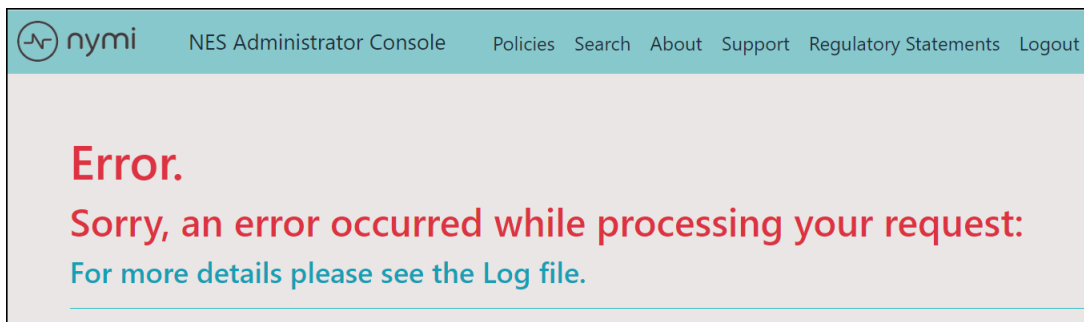 nymi NES Administrator Console Policies Search About Support Regulatory Statements Logout
Error.
Sorry, an error occurred while processing your request:
For more details please see the Log file.